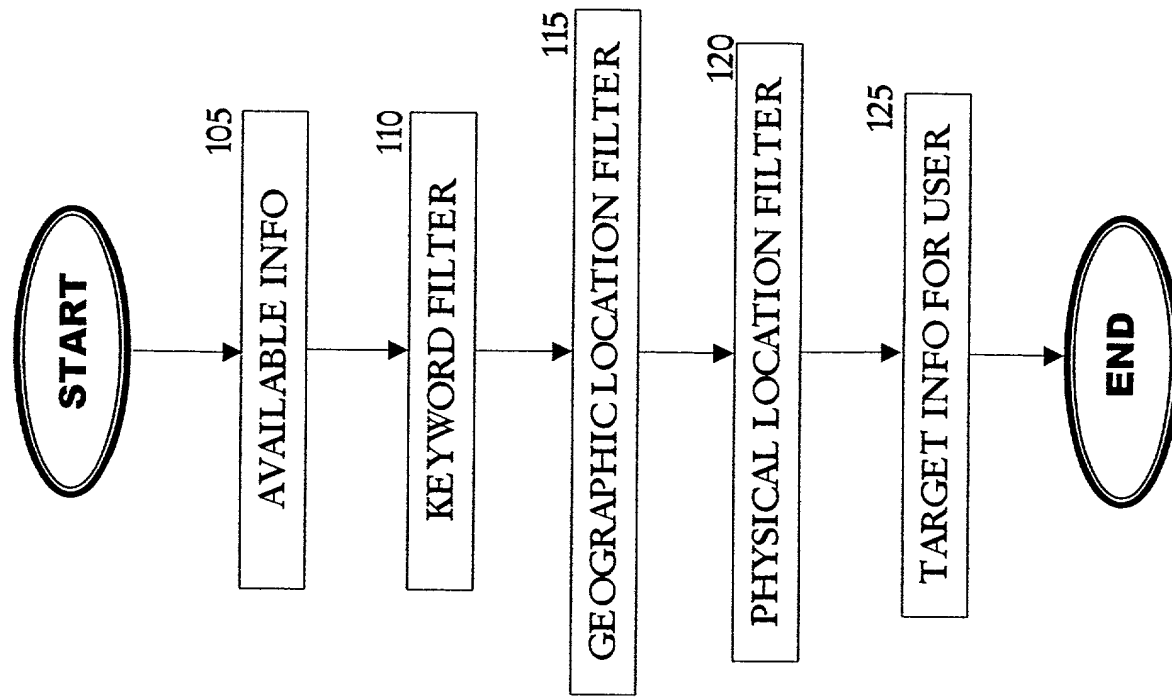 START
105
AVAILABLE INFO
110
KEYWORD FILTER
115
GEOGRAPHIC LOCATION FILTER
120
PHYSICAL LOCATION FILTER
125
TARGET INFO FOR USER
END